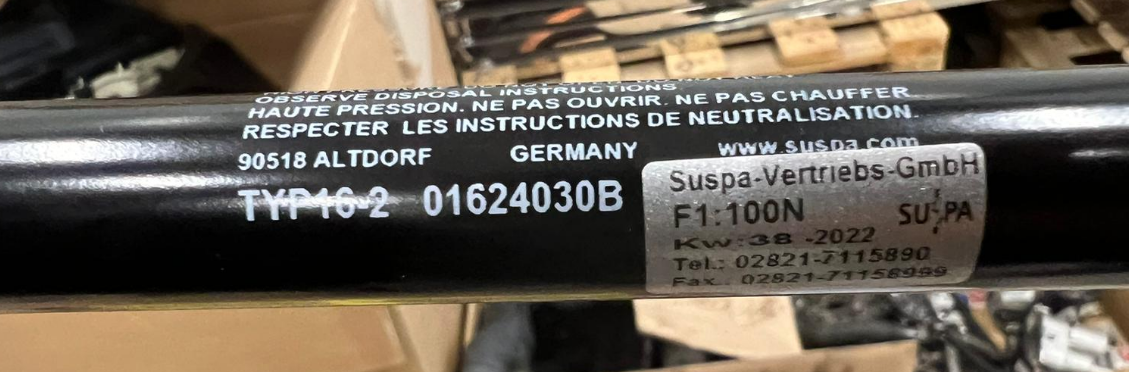 OBSERVE DISPOSAL INSTRUCTIONS
HAUTE PRESSION. NE PAS OUVRIR. NE PAS CHAUFFER.
RESPECTER LES INSTRUCTIONS DE NEUTRALISATION.
90518 ALTDORF GERMANY www.suspa.com
TYP16-2 01624030B
Suspa-Vertriebs-GmbH
F1:100N SUSPA
Kw:38 -2022
Tel.: 02821-7115890
Fax.: 02821-71158999